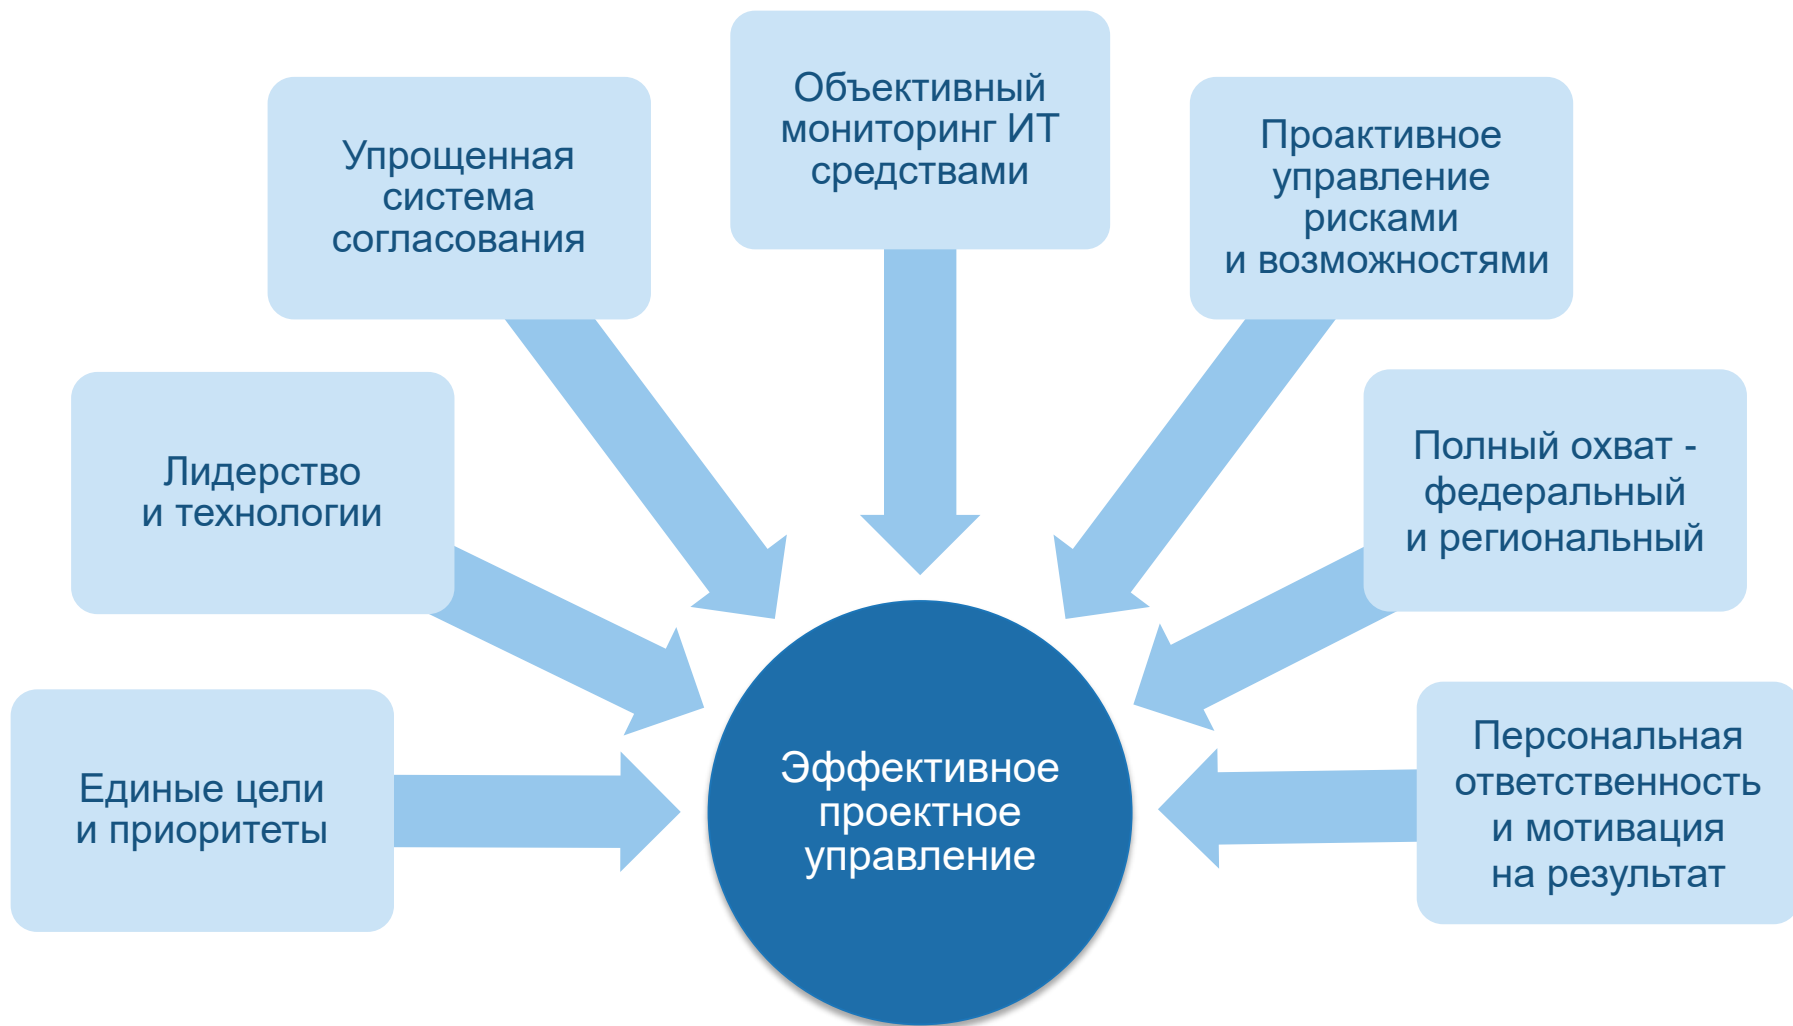 Объективный
мониторинг ИТ
средствами
Упрощенная
система
согласования
Проактивное
управление
рисками
и возможностями
Лидерство
и технологии
Полный охват -
федеральный
и региональный
Единые цели
и приоритеты
Эффективное
проектное
управление
Персональная
ответственность
и мотивация
на результат